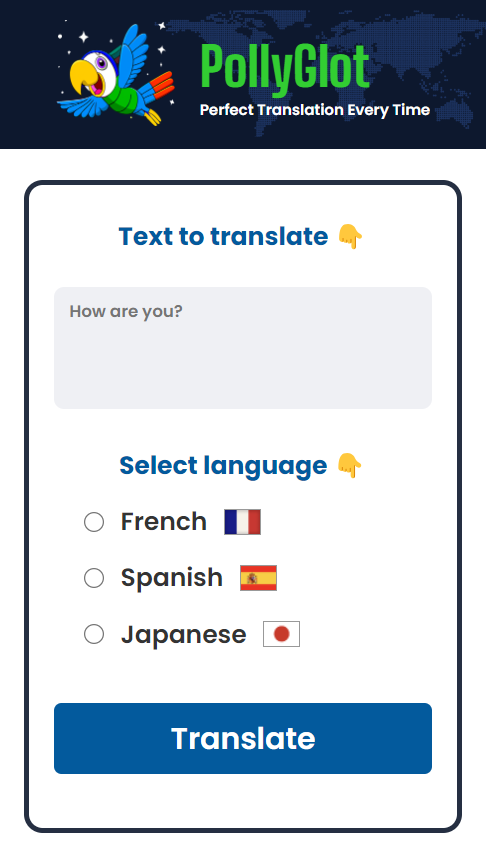 PollyGlot
Perfect Translation Every Time
Text to translate 👇
How are you?
Select language 👇
French
Spanish
Japanese
Translate